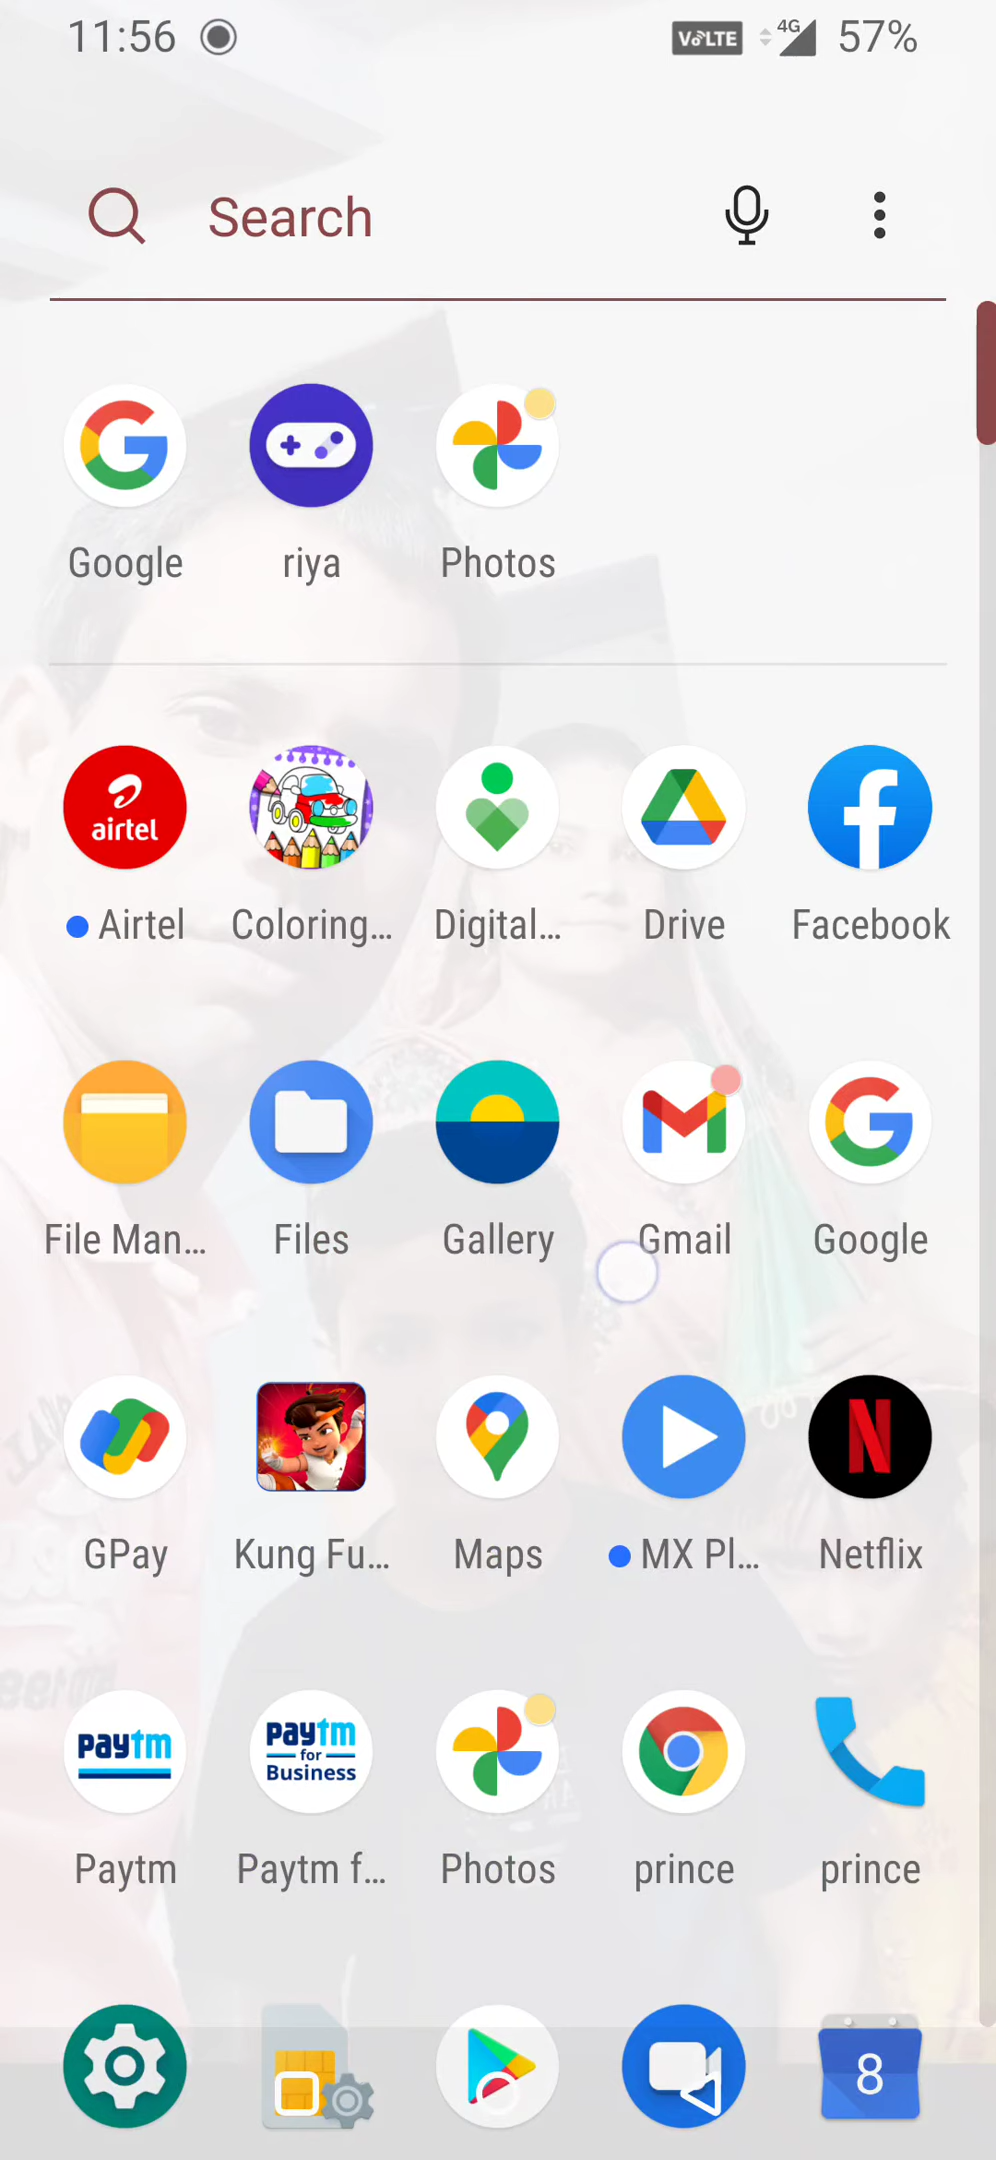 11:56 VoLTE 4G 57%
Search
Google riya Photos
airtel
Airtel Coloring... Digital... Drive Facebook
File Man... Files Gallery Gmail Google
GPay Kung Fu... Maps MX Pl... Netflix
paytm paytm for Business
Paytm Paytm f... Photos prince prince
8